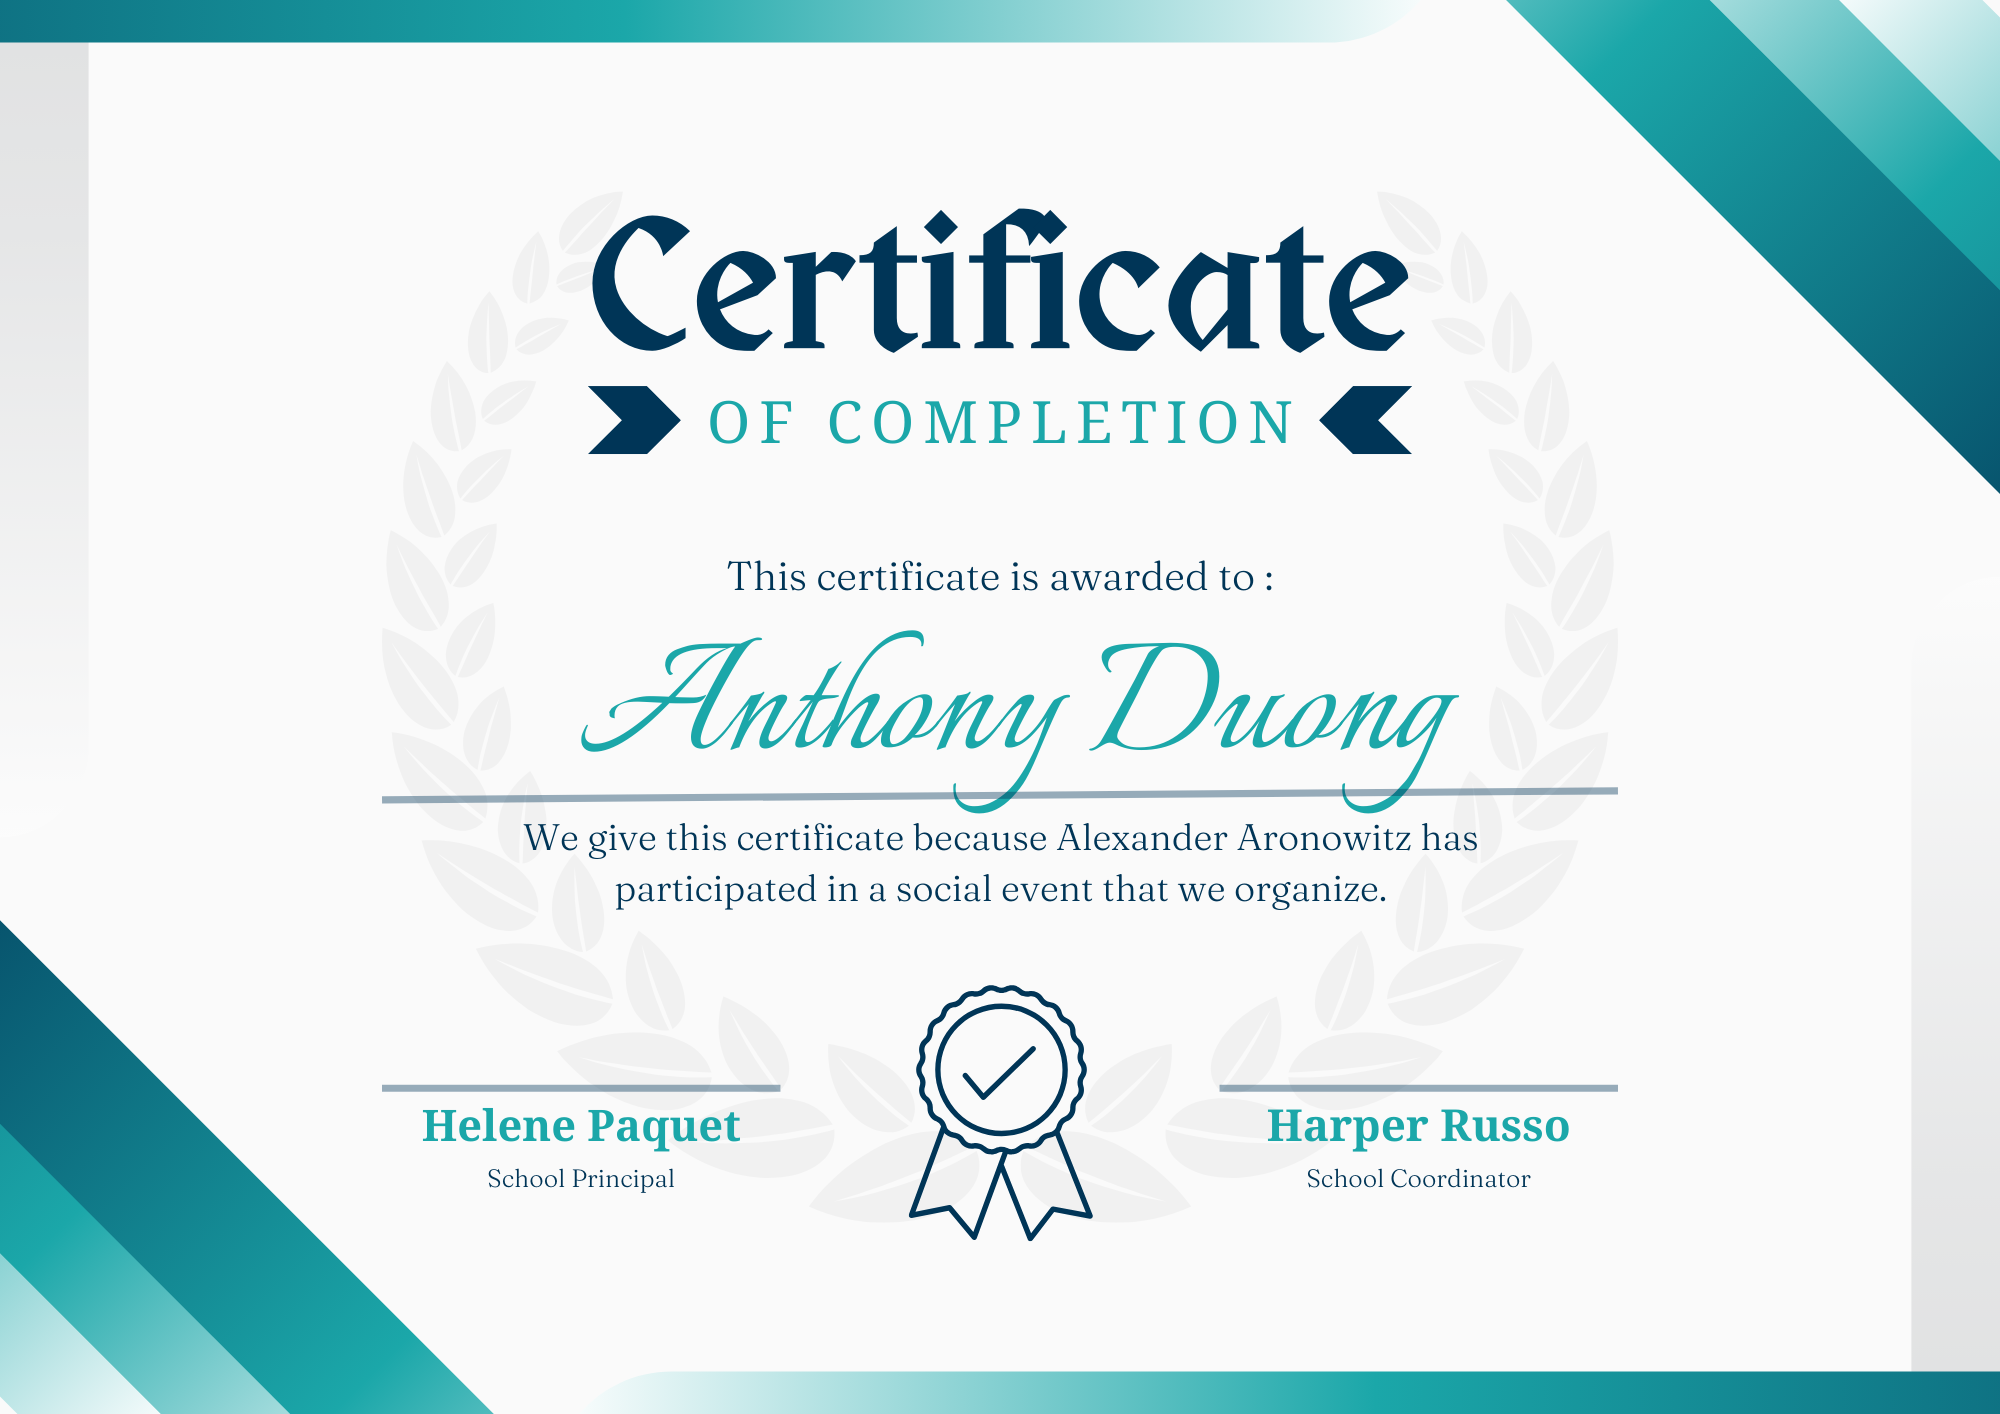 Certificate
OF COMPLETION
This certificate is awarded to :
Anthony Duong
We give this certificate because Alexander Aronowitz has
participated in a social event that we organize.
Helene Paquet
School Principal
Harper Russo
School Coordinator